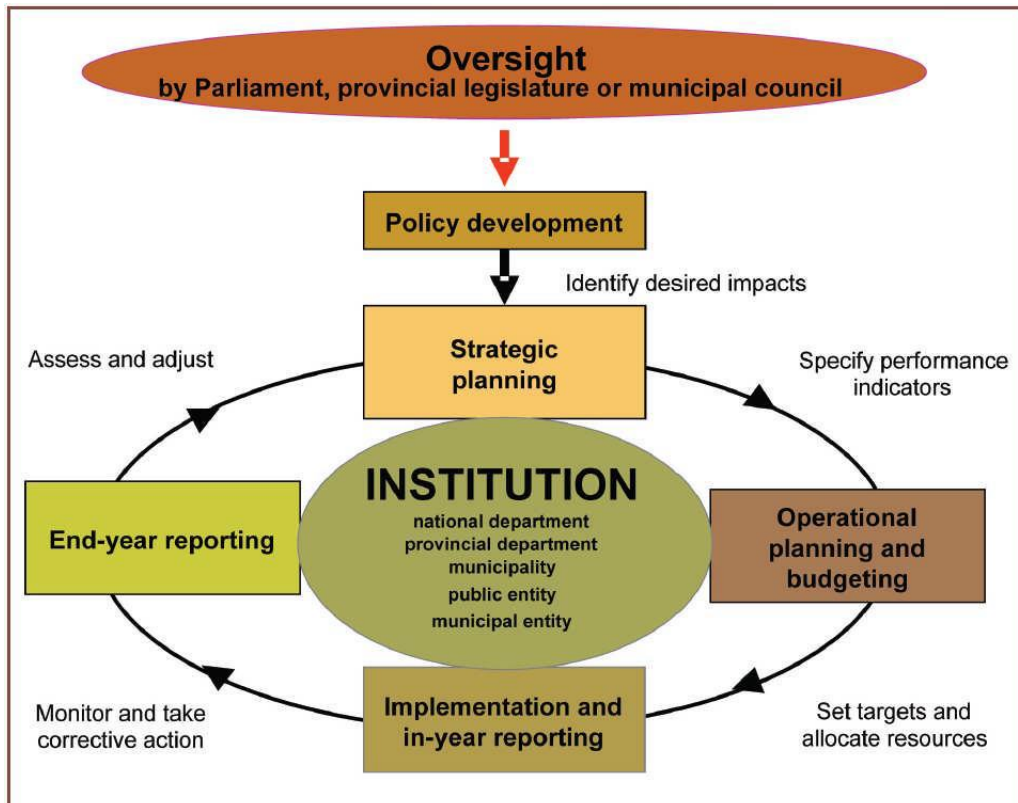 Oversight
by Parliament, provincial legislature or municipal council
Policy development
Identify desired impacts
Strategic
planning
Assess and adjust
Specify performance
indicators
INSTITUTION
national department
provincial department
municipality
public entity
municipal entity
End-year reporting
Operational
planning and
budgeting
Implementation and
in-year reporting
Monitor and take
corrective action
Set targets and
allocate resources